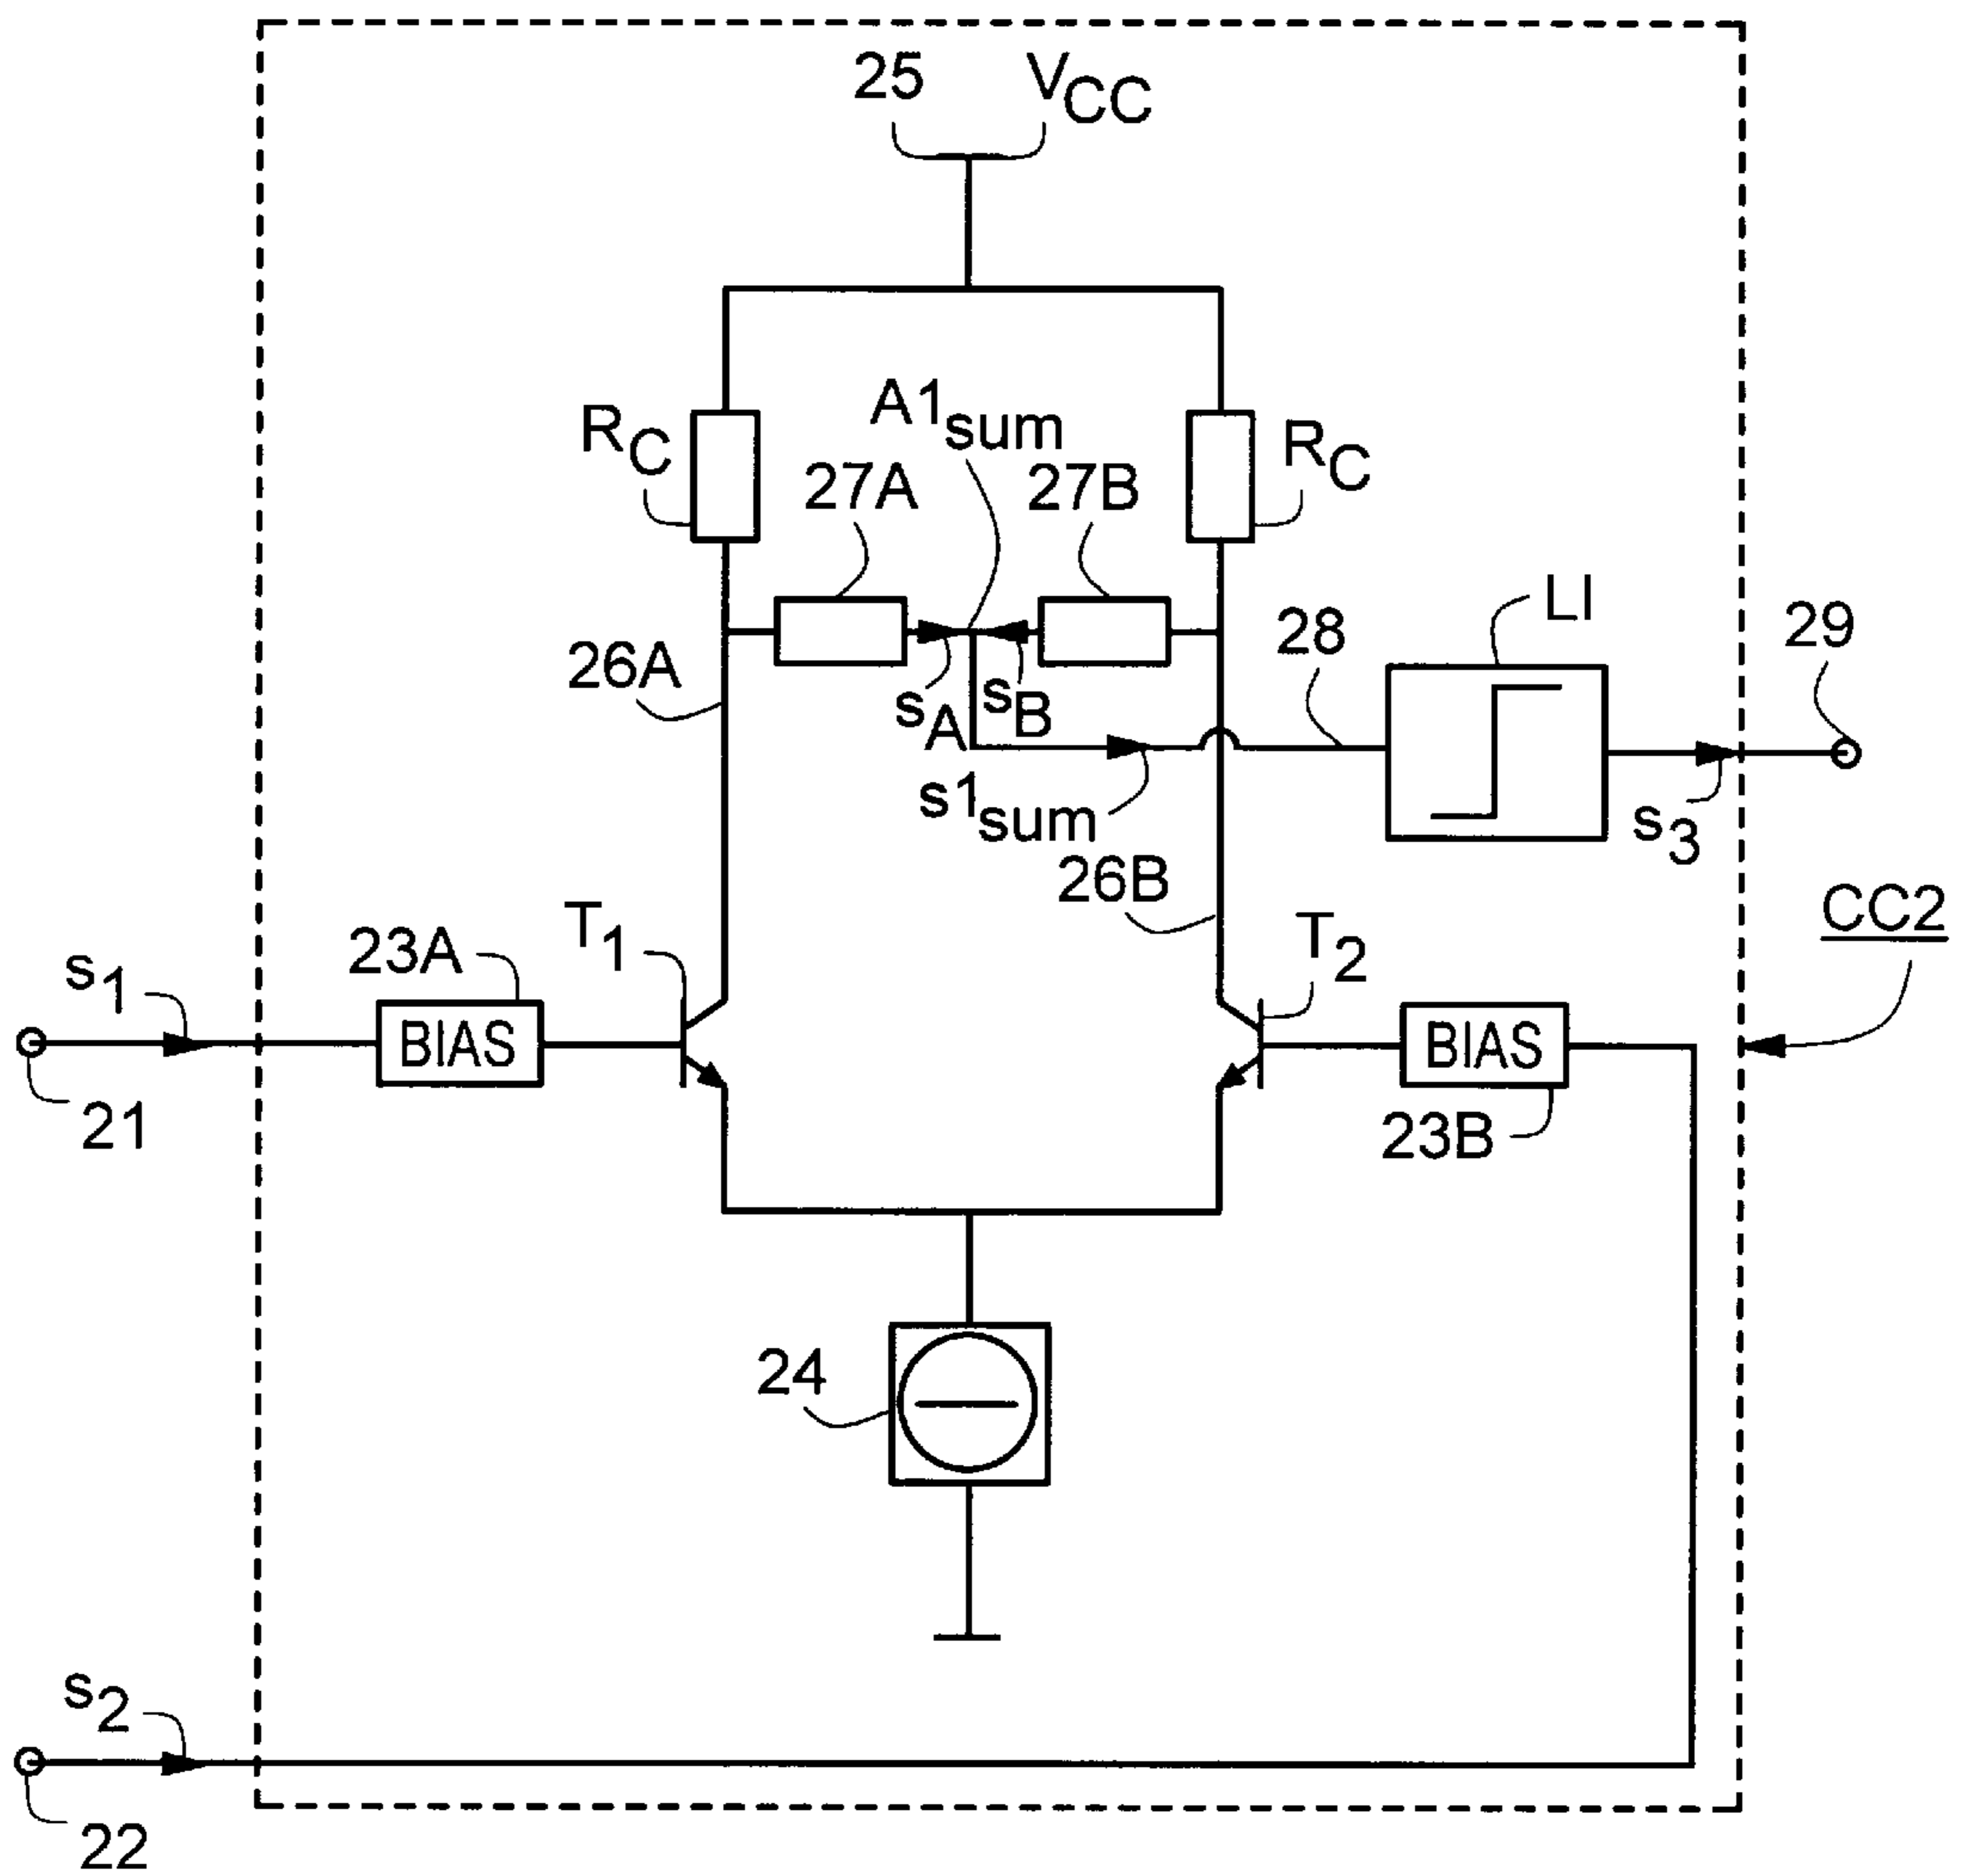 25 VCC
A1sum
RC
27A
27B
RC
LI
28
29
26A
sA
sB
s1sum
s3
26B
CC2
T1
T2
23A
s1
BIAS
BIAS
21
23B
24
s2
22